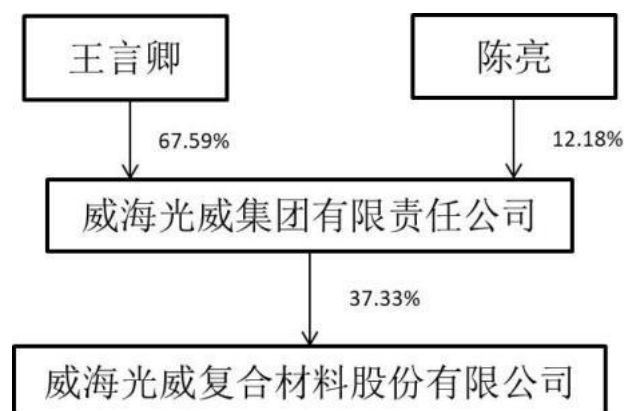 王言卿
陈亮
67.59%
12.18%
威海光威集团有限责任公司
37.33%
威海光威复合材料股份有限公司